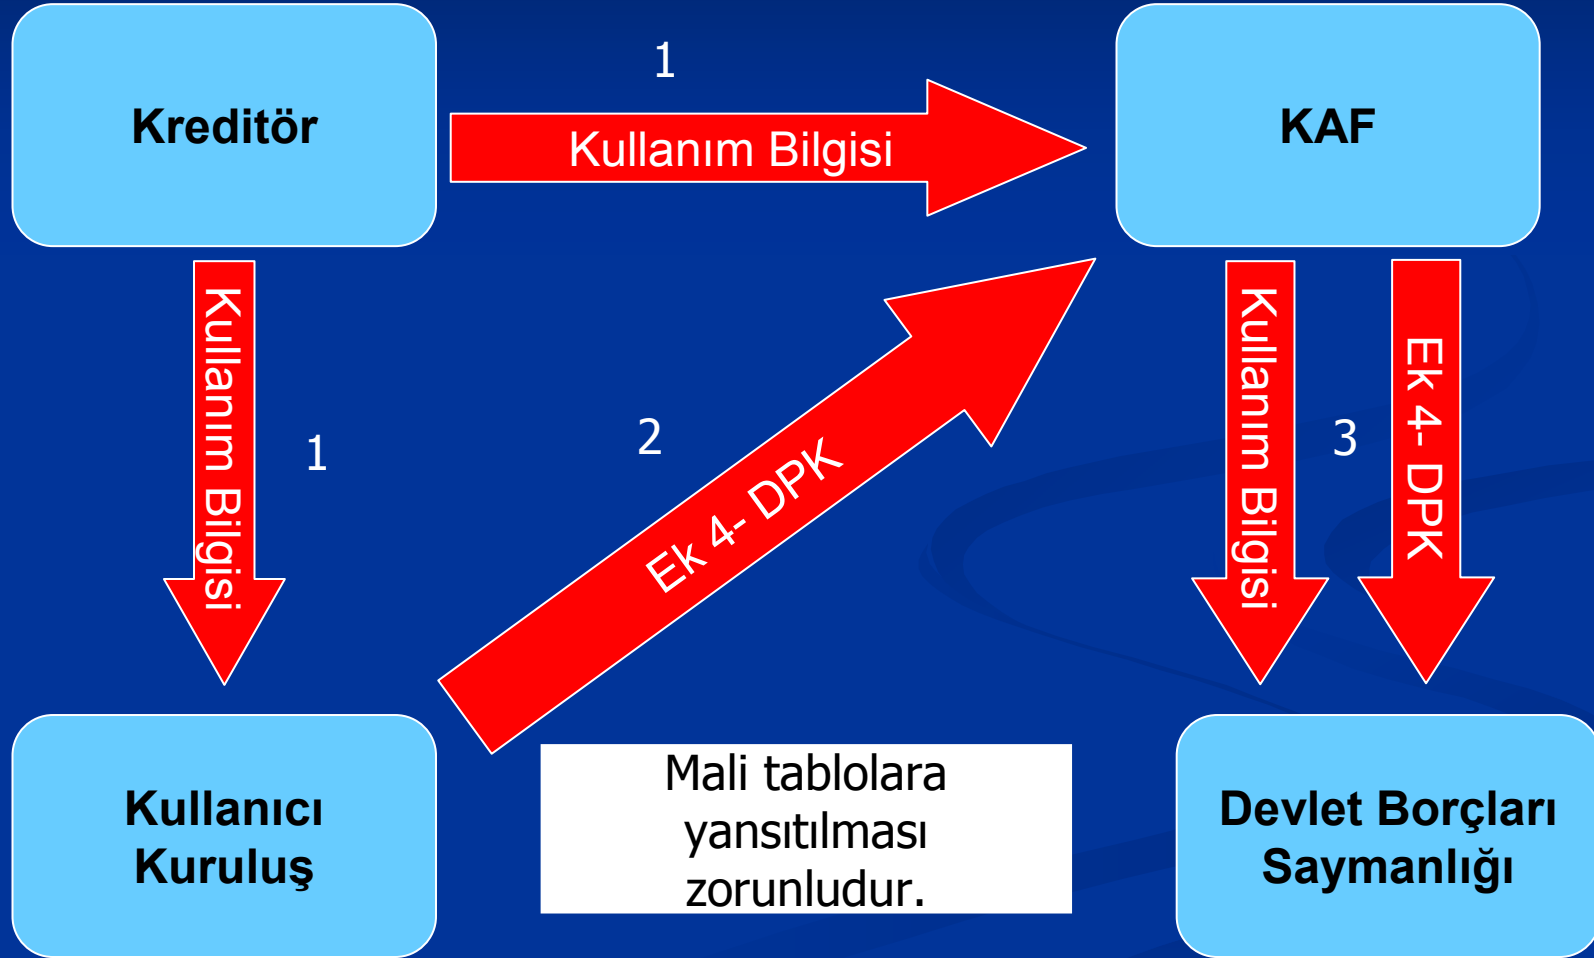 Kreditör
1
Kullanım Bilgisi
KAF
Kullanım Bilgisi
1
2
Ek 4- DPK
Kullanım Bilgisi
3
Ek 4- DPK
Kullanıcı
Kuruluş
Mali tablolara
yansıtılması
zorunludur.
Devlet Borçları
Saymanlığı